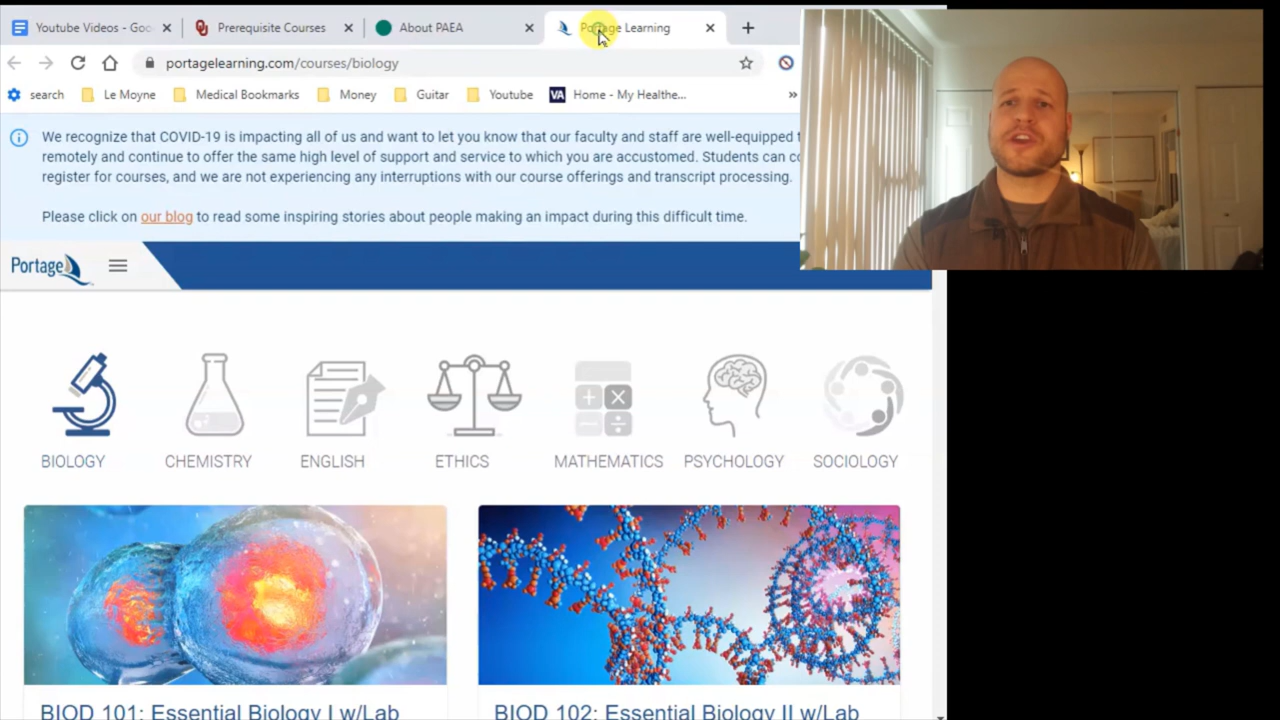 Youtube Videos - Goo
Prerequisite Courses
About PAEA
Portage Learning
portagelearning.com/courses/biology
search
Le Moyne
Medical Bookmarks
Money
Guitar
Youtube
VA
Home - My Healthe...
We recognize that COVID-19 is impacting all of us and want to let you know that our faculty and staff are well-equipped
remotely and continue to offer the same high level of support and service to which you are accustomed. Students can
register for courses, and we are not experiencing any interruptions with our course offerings and transcript processing.
Please click on our blog to read some inspiring stories about people making an impact during this difficult time.
Portage
BIOLOGY
CHEMISTRY
ENGLISH
ETHICS
MATHEMATICS
PSYCHOLOGY
SOCIOLOGY
BIOD 101: Essential Biology I w/Lab
BIOD 102: Essential Biology II w/Lab